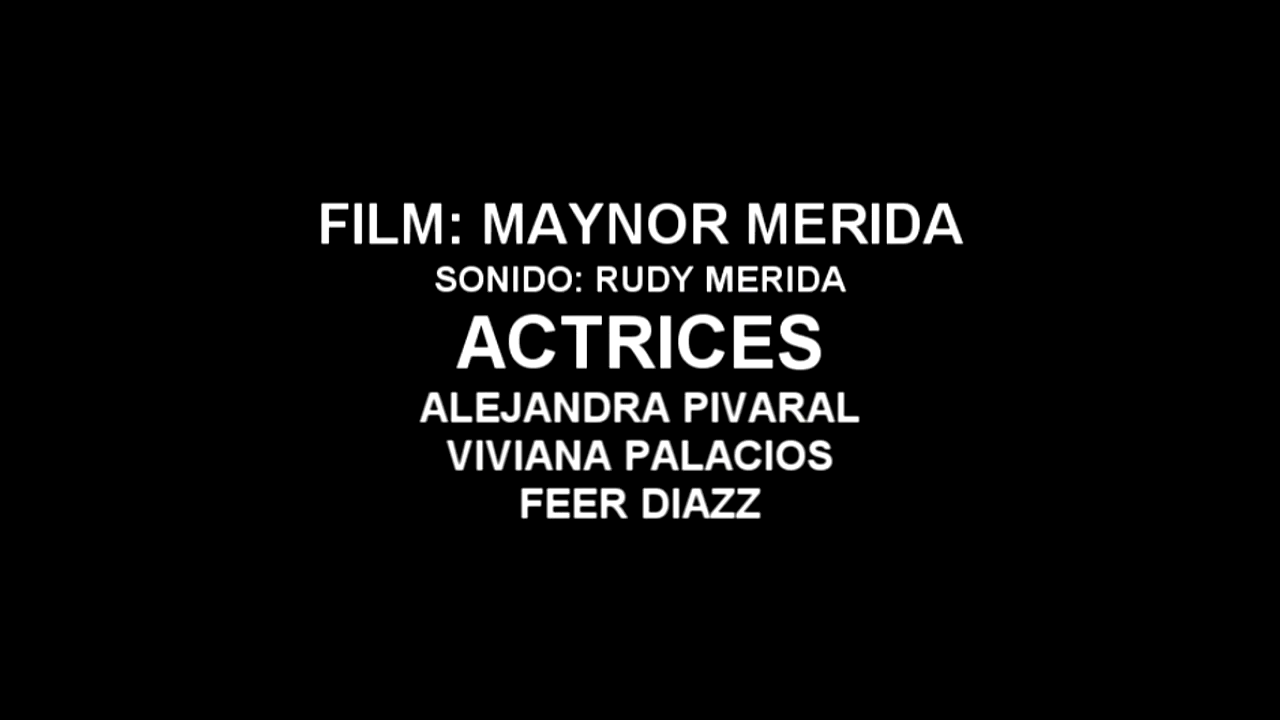 FILM: MAYNOR MERIDA
SONIDO: RUDY MERIDA
ACTRICES
ALEJANDRA PIVARAL
VIVIANA PALACIOS
FEER DIAZZ